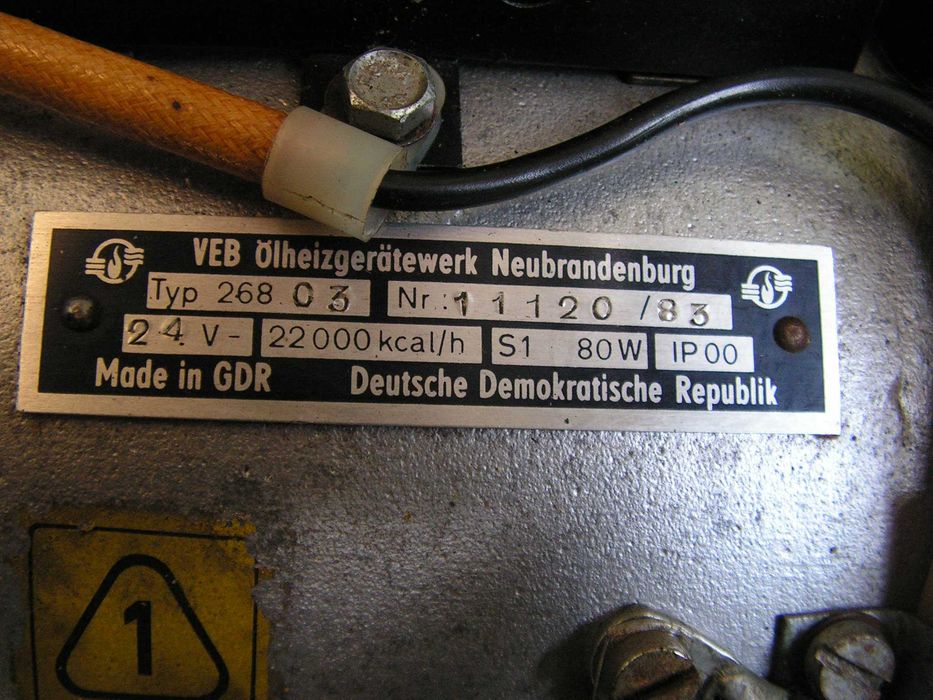 VEB Ölheizgerätewerk Neubrandenburg
Typ 268 03 Nr.: 11120 /83
24 V- 22000 kcal/h S1 80W IP00
Made in GDR Deutsche Demokratische Republik
1